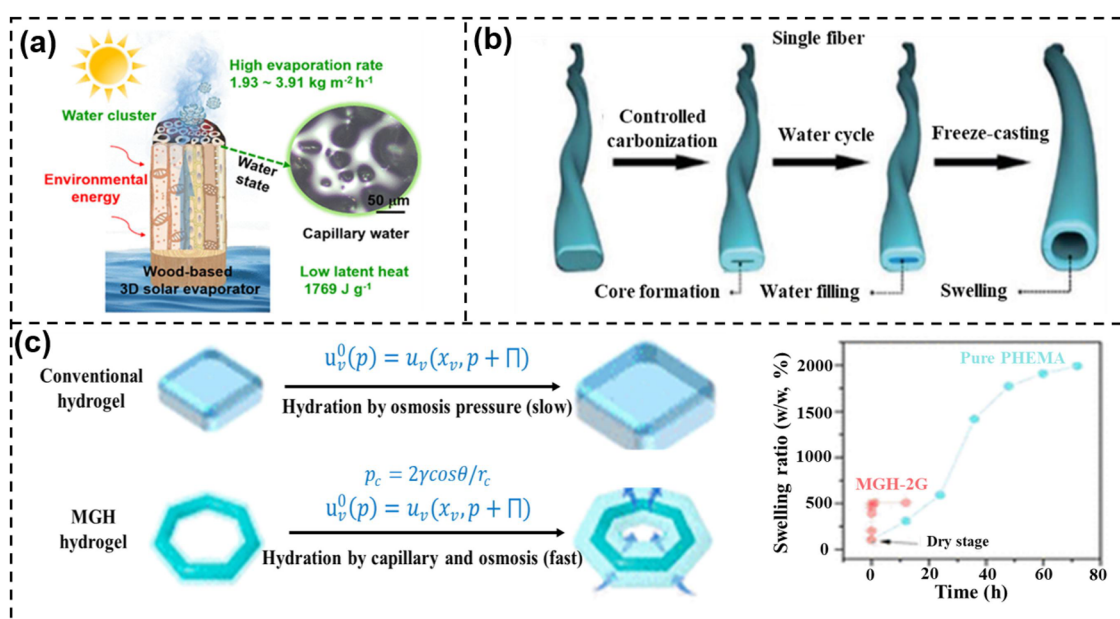 (a)
High evaporation rate
1.93 ~ 3.91 kg m⁻² h⁻¹
Water cluster
Water state
Environmental
energy
50 μm
Capillary water
Wood-based
3D solar evaporator
Low latent heat
1769 J g⁻¹
(b)
Single fiber
Controlled
carbonization
Water cycle
Freeze-casting
Core formation
Water filling
Swelling
(c)
Conventional
hydrogel
u⁰ᵥ(p) = uᵥ(xᵥ, p + ∏)
Hydration by osmosis pressure (slow)
MGH
hydrogel
p_c = 2γcosθ/r_c
u⁰ᵥ(p) = uᵥ(xᵥ, p + ∏)
Hydration by capillary and osmosis (fast)
Swelling ratio (w/w, %)
2000
1500
1000
500
0
Pure PHEMA
MGH-2G
Dry stage
0 20 40 60 80
Time (h)